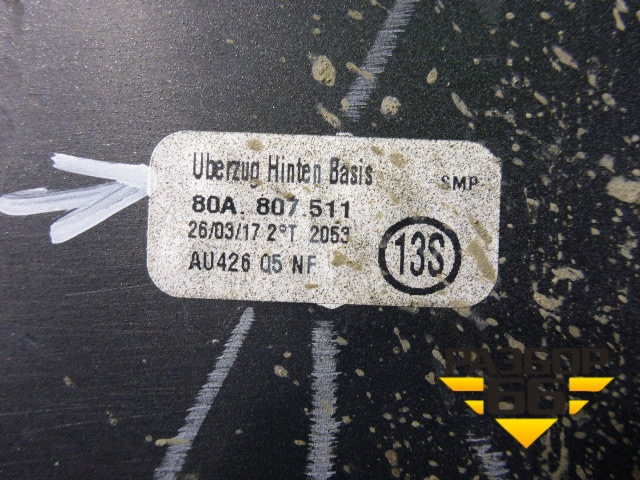 Uberzug Hinten Basis
SMP
80A. 807.511
26/03/17 2°T 2053
13S
AU426 Q5 NF
РАЗБОР
66